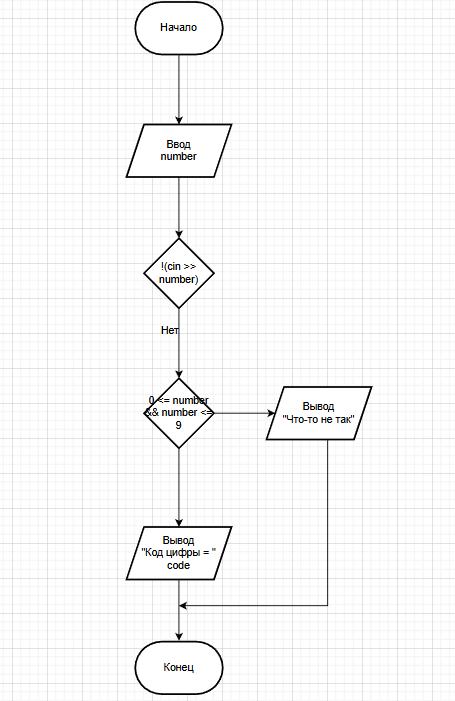 Начало
Ввод
number
!(cin >>
number)
Нет
0 <= number
&& number <=
9
Вывод
"Что-то не так"
Вывод
"Код цифры = "
code
Конец